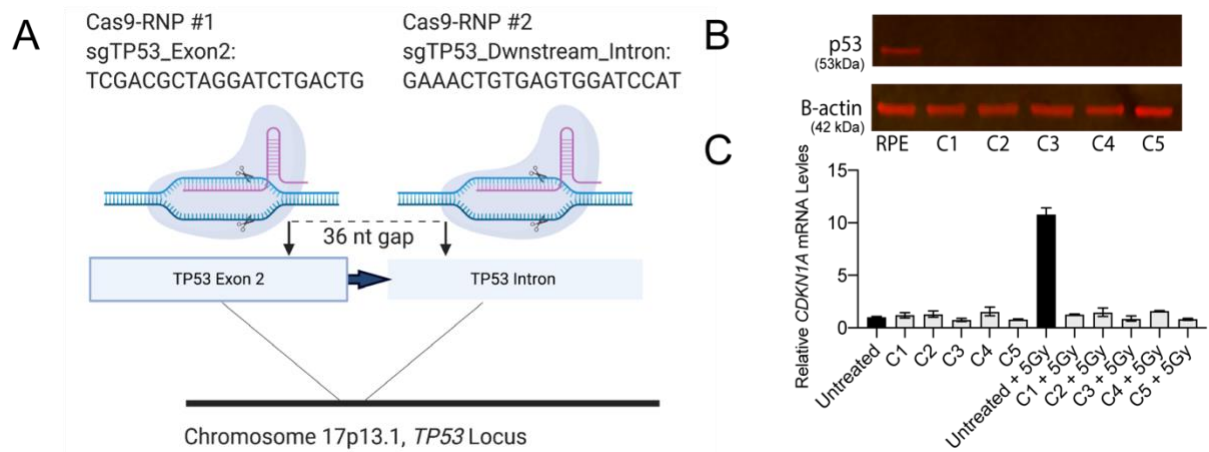 A
Cas9-RNP #1
sgTP53_Exon2:
TCGACGCTAGGATCTGACTG
Cas9-RNP #2
sgTP53_Dwnstream_Intron:
GAAACTGTGAGTGGATCCAT
36 nt gap
TP53 Exon 2
TP53 Intron
Chromosome 17p13.1, TP53 Locus
B
p53
(53kDa)
B-actin
(42 kDa)
RPE C1 C2 C3 C4 C5
C
Relative CDKN1A mRNA Levles
15
10
5
0
Untreated
C1
C2
C3
C4
C5
Untreated + 5Gy
C1 + 5Gy
C2 + 5Gy
C3 + 5Gy
C4 + 5Gy
C5 + 5Gy